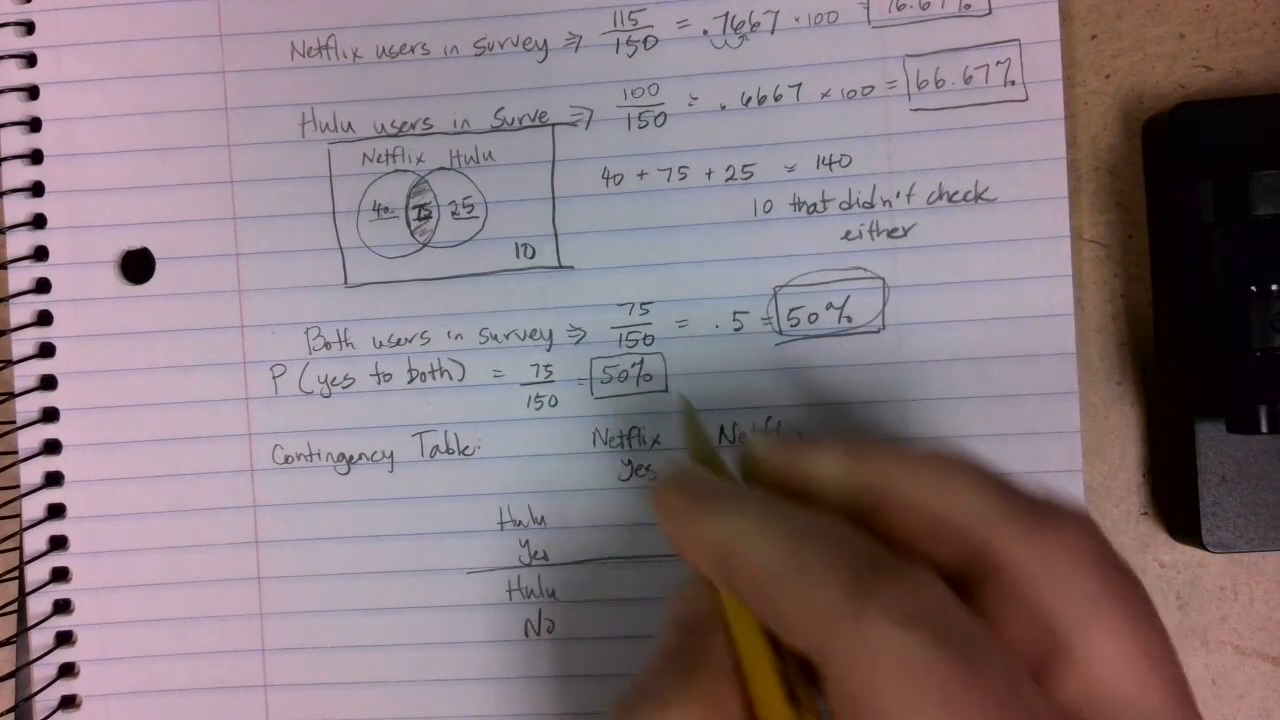 Netflix users in survey ⇒ 115/150 = .7667 × 100 = 76.67%
Hulu users in Surve ⇒ 100/150 = .6667 × 100 = 66.67%
Netflix Hulu
40 75 25
10
40 + 75 + 25 = 140
10 that didn't check
either
Both users in survey ⇒ 75/150 = .5 = 50%
P (yes to both) = 75/150 = 50%
Contingency Table:
Netflix
Yes
Hulu
Yes
Hulu
No